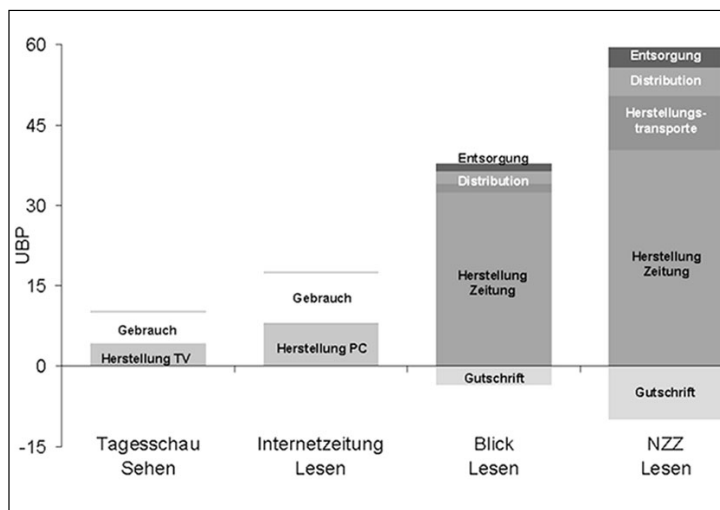 60
45
30
15
0
-15
UBP
Gebrauch
Herstellung TV
Gebrauch
Herstellung PC
Entsorgung
Distribution
Herstellung
Zeitung
Gutschrift
Entsorgung
Distribution
Herstellungs-
transporte
Herstellung
Zeitung
Gutschrift
Tagesschau
Sehen
Internetzeitung
Lesen
Blick
Lesen
NZZ
Lesen